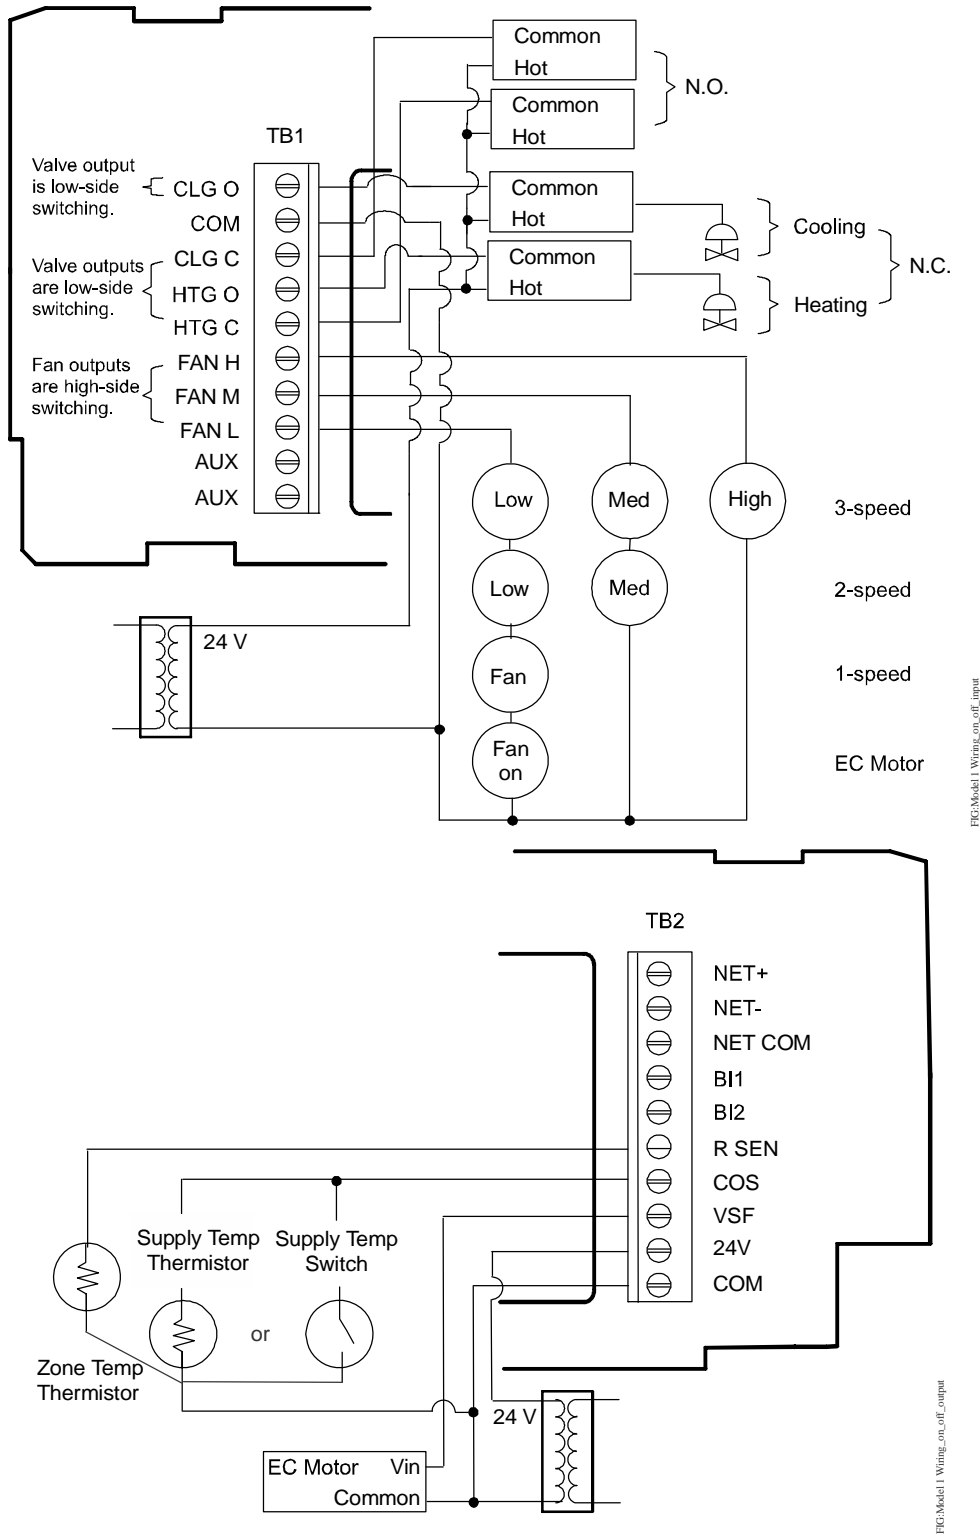 Common
Hot
N.O.
Common
Hot
TB1
Valve output
is low-side
switching.
CLG O
Common
Hot
Cooling
COM
N.C.
Valve outputs
are low-side
switching.
CLG C
HTG O
HTG C
Common
Hot
Heating
Fan outputs
are high-side
switching.
FAN H
FAN M
FAN L
AUX
AUX
Low
Med
High
3-speed
Low
Med
2-speed
24 V
Fan
1-speed
Fan
on
EC Motor
FIG:Model 1 Wiring_on_off_input
TB2
NET+
NET-
NET COM
BI1
BI2
R SEN
COS
VSF
24V
COM
Supply Temp
Thermistor
Supply Temp
Switch
or
Zone Temp
Thermistor
24 V
EC Motor Vin
Common
FIG:Model 1 Wiring_on_off_output